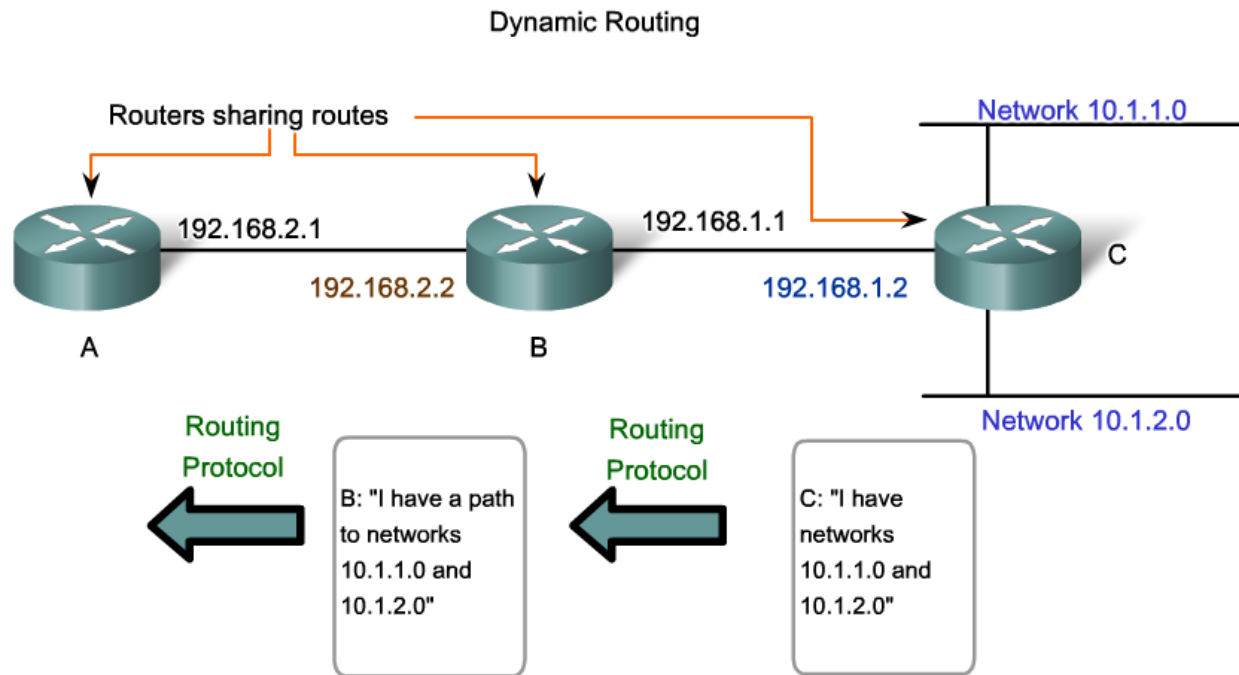 Dynamic Routing
Routers sharing routes
Network 10.1.1.0
192.168.2.1
192.168.1.1
C
192.168.2.2
192.168.1.2
A
B
Network 10.1.2.0
Routing
Protocol
B: "I have a path
to networks
10.1.1.0 and
10.1.2.0"
Routing
Protocol
C: "I have
networks
10.1.1.0 and
10.1.2.0"